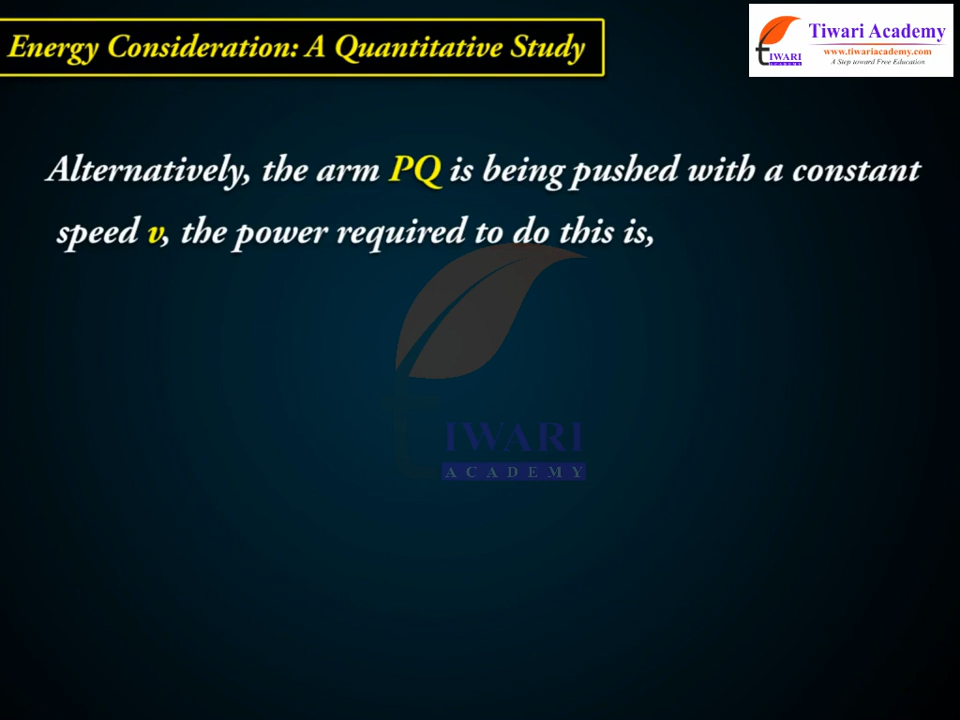 Energy Consideration: A Quantitative Study
Tiwari Academy
www.tiwariacademy.com
A Step toward Free Education
TIWARI
ACADEMY
Alternatively, the arm PQ is being pushed with a constant
speed v, the power required to do this is,
TIWARI
ACADEMY